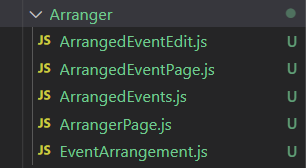 Arranger
JS ArrangedEventEdit.js U
JS ArrangedEventPage.js U
JS ArrangedEvents.js U
JS ArrangerPage.js U
JS EventArrangement.js U